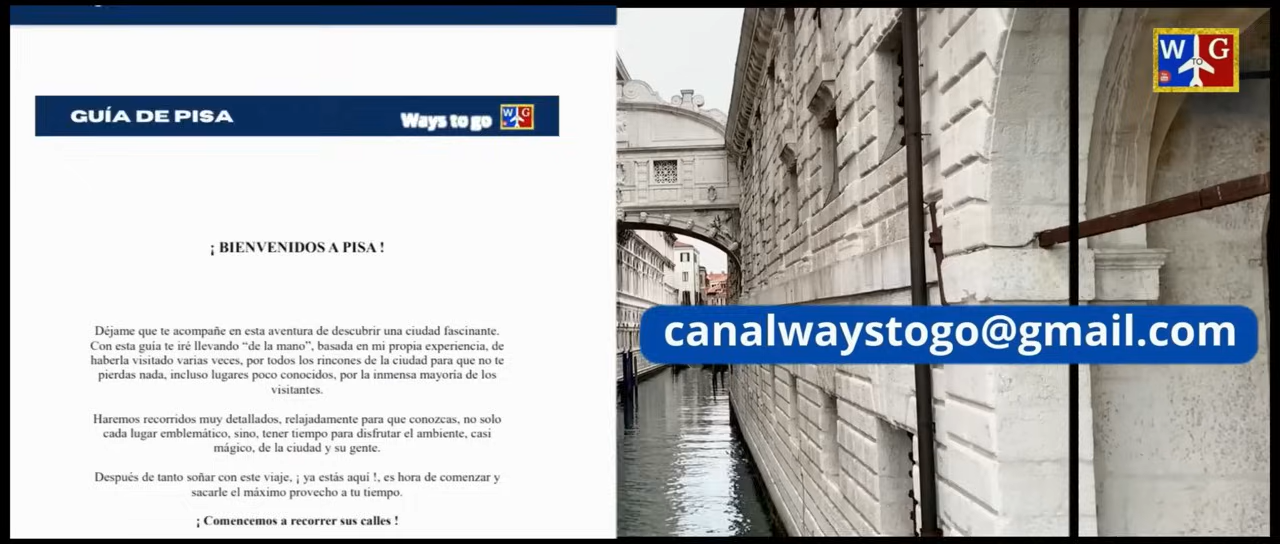 GUÍA DE PISA
Ways to go
W TO G
¡ BIENVENIDOS A PISA !
Déjame que te acompañe en esta aventura de descubrir una ciudad fascinante.
Con esta guía te iré llevando “de la mano”, basada en mi propia experiencia, de
haberla visitado varias veces, por todos los rincones de la ciudad para que no te
pierdas nada, incluso lugares poco conocidos, por la inmensa mayoría de los
visitantes.
Haremos recorridos muy detallados, relajadamente para que conozcas, no solo
cada lugar emblemático, sino, tener tiempo para disfrutar el ambiente, casi
mágico, de la ciudad y su gente.
Después de tanto soñar con este viaje, ¡ ya estás aquí !, es hora de comenzar y
sacarle el máximo provecho a tu tiempo.
¡ Comencemos a recorrer sus calles !
W TO G
canalwaystogo@gmail.com